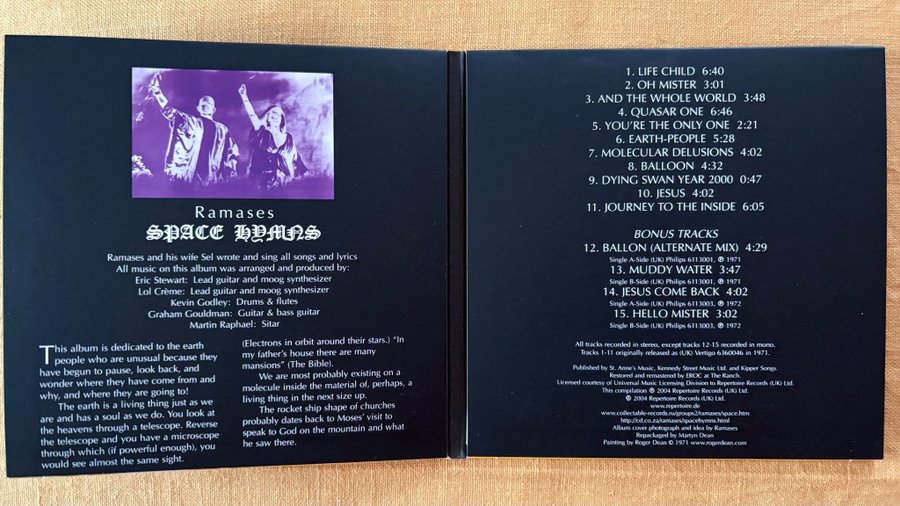 Ramases
SPACE HYMNS
Ramases and his wife Sel wrote and sing all songs and lyrics
All music on this album was arranged and produced by:
Eric Stewart: Lead guitar and moog synthesizer
Lol Crème: Lead guitar and moog synthesizer
Kevin Godley: Drums & flutes
Graham Gouldman: Guitar & bass guitar
Martin Raphael: Sitar
This album is dedicated to the earth
people who are unusual because they
have begun to pause, look back, and
wonder where they have come from and
why, and where they are going to!
The earth is a living thing just as we
are and has a soul as we do. You look at
the heavens through a telescope. Reverse
the telescope and you have a microscope
through which (if powerful enough), you
would see almost the same sight.
(Electrons in orbit around their stars.) "In
my father's house there are many
mansions" (The Bible).
We are most probably existing on a
molecule inside the material of, perhaps, a
living thing in the next size up.
The rocket ship shape of churches
probably dates back to Moses' visit to
speak to God on the mountain and what
he saw there.
1. LIFE CHILD 6:40
2. OH MISTER 3:01
3. AND THE WHOLE WORLD 3:48
4. QUASAR ONE 6:46
5. YOU'RE THE ONLY ONE 2:21
6. EARTH-PEOPLE 5:28
7. MOLECULAR DELUSIONS 4:02
8. BALLOON 4:32
9. DYING SWAN YEAR 2000 0:47
10. JESUS 4:02
11. JOURNEY TO THE INSIDE 6:05
BONUS TRACKS
12. BALLON (ALTERNATE MIX) 4:29
Single A-Side (UK) Philips 6113001, ℗ 1971
13. MUDDY WATER 3:47
Single B-Side (UK) Philips 6113001, ℗ 1971
14. JESUS COME BACK 4:02
Single A-Side (UK) Philips 6113003, ℗ 1972
15. HELLO MISTER 3:02
Single B-Side (UK) Philips 6113003, ℗ 1972
All tracks recorded in stereo, except tracks 12-15 recorded in mono.
Tracks 1-11 originally released as (UK) Vertigo 6360046 in 1971.
Published by St. Anne's Music, Kennedy Street Music Ltd. and Kipper Songs.
Restored and remastered by EROC at The Ranch.
Licensed courtesy of Universal Music Licensing Division to Repertoire Records (UK) Ltd.
This compilation ℗ 2004 Repertoire Records (UK) Ltd.
© 2004 Repertoire Records (UK) Ltd.
www.repertoire.de
www.collectable-records.ru/groups2/ramases/space.htm
http://cd.co.za/ramases/spacehymns.html
Album cover photograph and idea by Ramases
Repackaged by Martyn Dean
Painting by Roger Dean © 1971 www.rogerdean.com